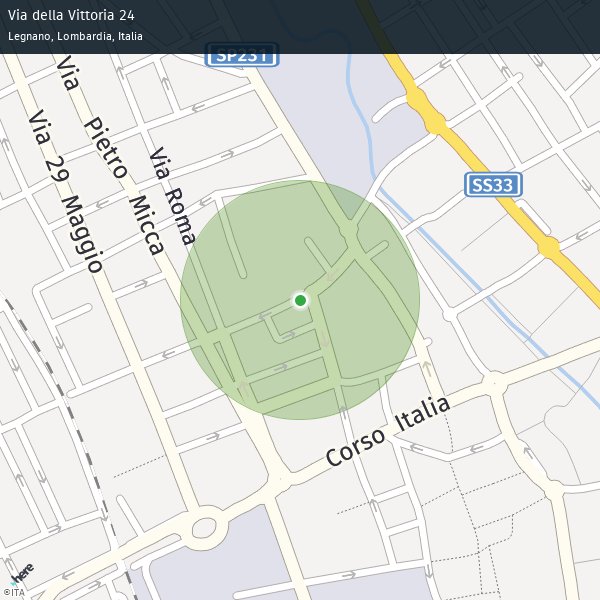 Via della Vittoria 24
Legnano, Lombardia, Italia
SP231
Via Pietro Micca
Via 29 Maggio
Via Roma
SS33
Corso Italia
here
©ITA